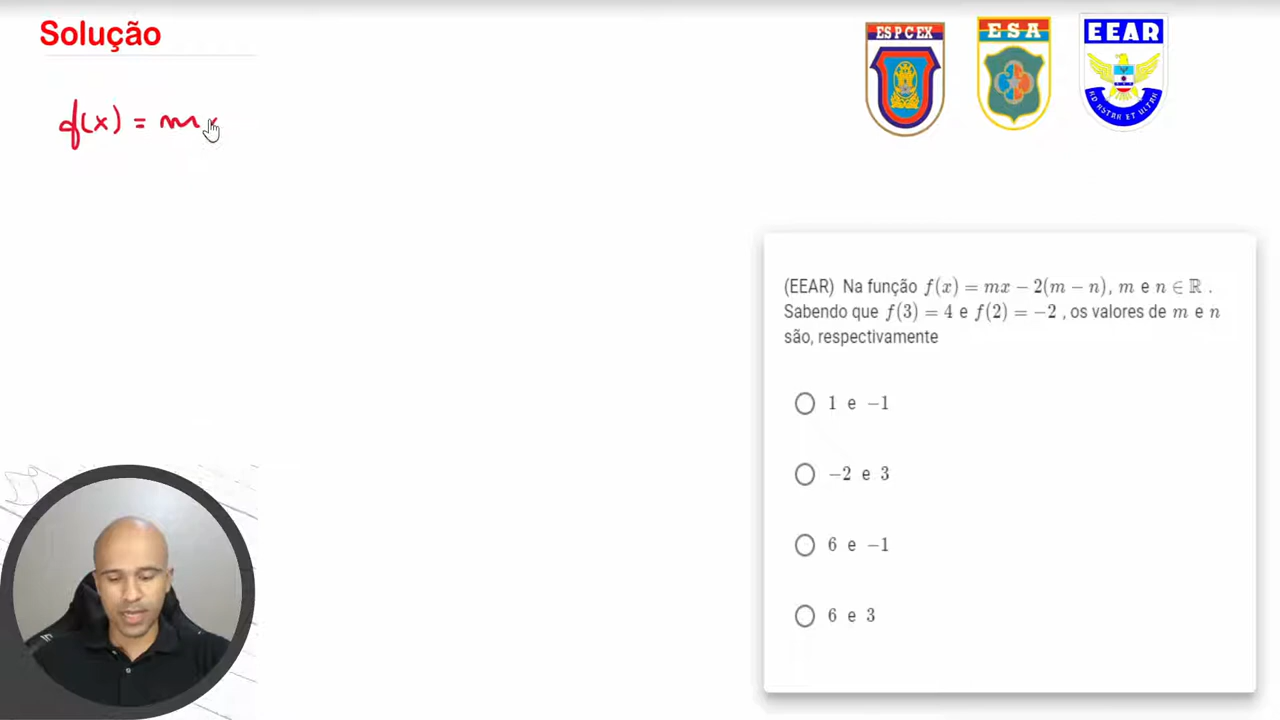 Solução
ESPCEX
ESA
EEAR
f(x) = m x
(EEAR) Na função f(x) = mx − 2(m − n), m e n ∈ ℝ .
Sabendo que f(3) = 4 e f(2) = −2 , os valores de m e n
são, respectivamente
1 e −1
−2 e 3
6 e −1
6 e 3